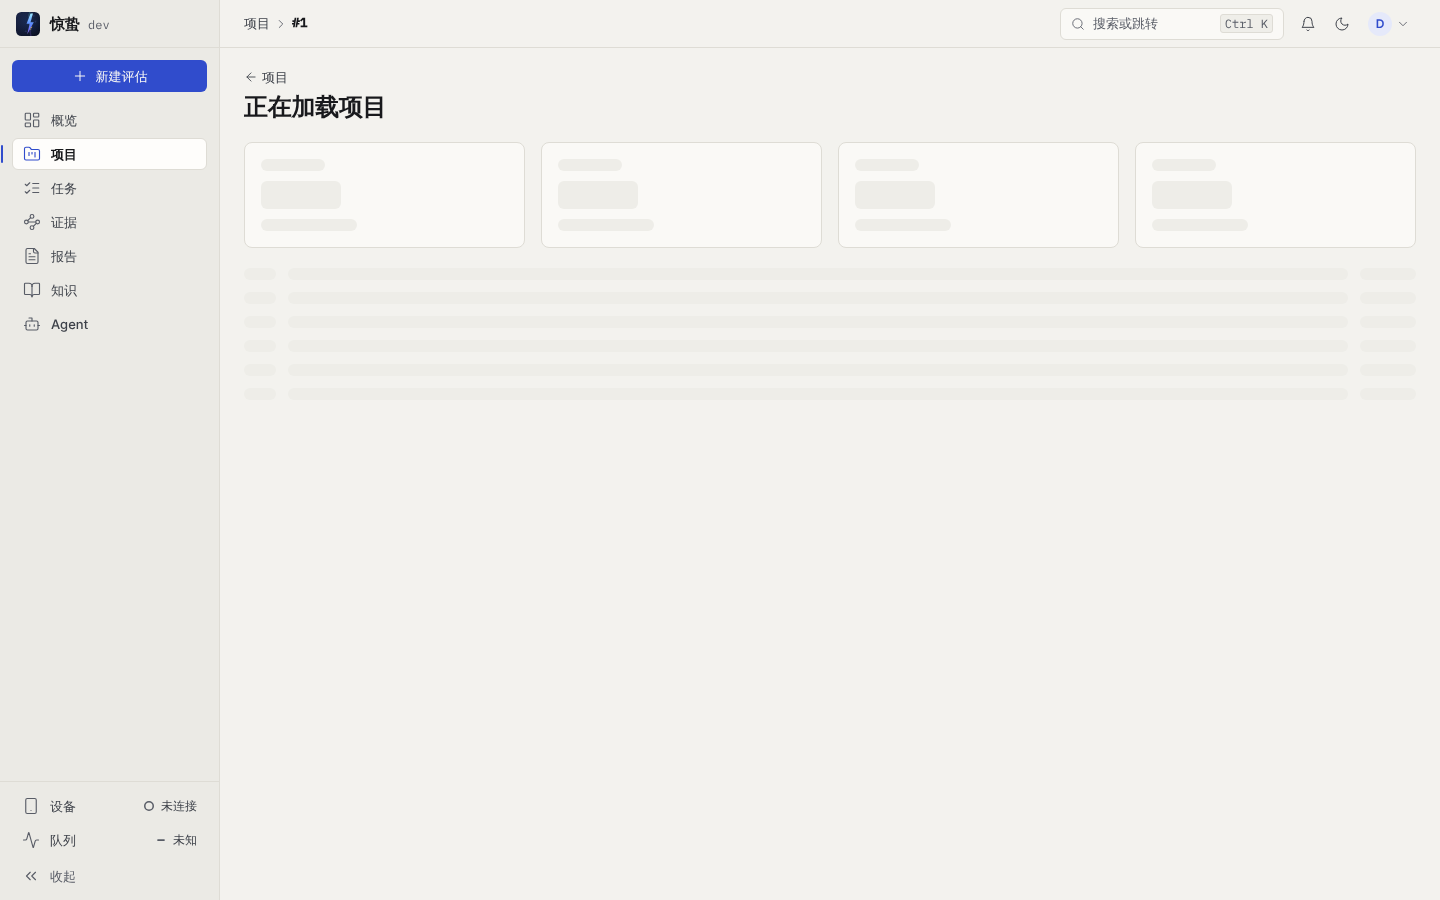 惊蛰 dev
项目 #1
搜索或跳转 Ctrl K
D
新建评估
概览
项目
任务
证据
报告
知识
Agent
项目
正在加载项目
设备 未连接
队列 未知
收起